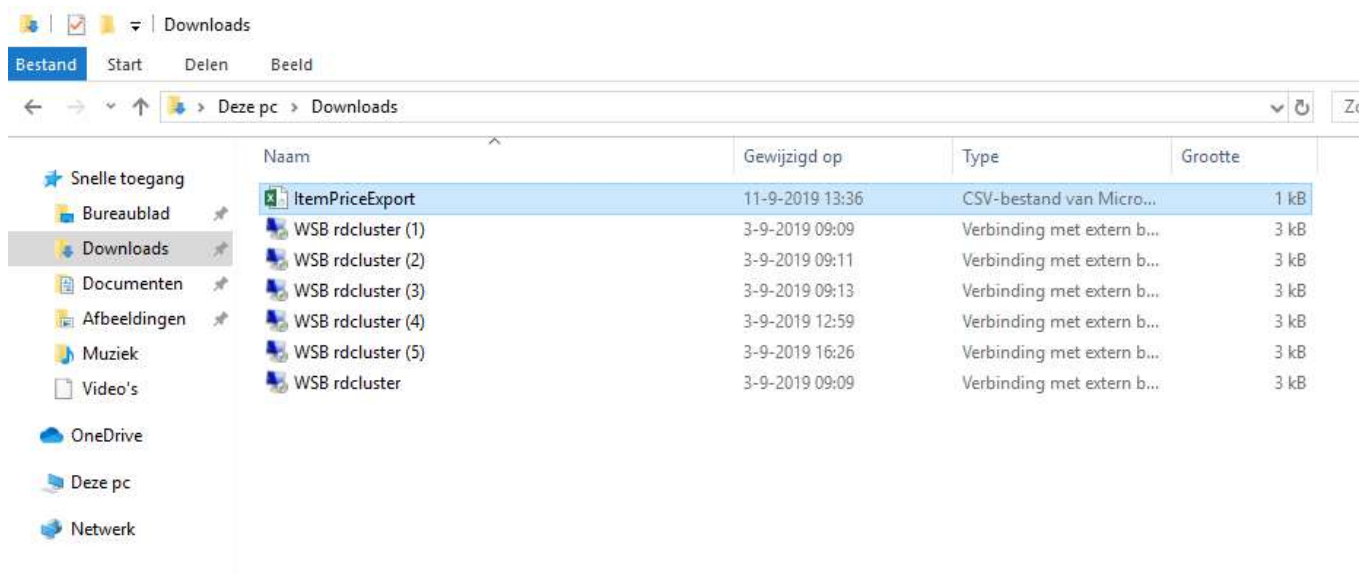 Downloads
Bestand Start Delen Beeld
Deze pc > Downloads
Naam Gewijzigd op Type Grootte
Snelle toegang
Bureaublad
Downloads
Documenten
Afbeeldingen
Muziek
Video's
OneDrive
Deze pc
Netwerk
ItemPriceExport 11-9-2019 13:36 CSV-bestand van Micro... 1 kB
WSB rdcluster (1) 3-9-2019 09:09 Verbinding met extern b... 3 kB
WSB rdcluster (2) 3-9-2019 09:11 Verbinding met extern b... 3 kB
WSB rdcluster (3) 3-9-2019 09:13 Verbinding met extern b... 3 kB
WSB rdcluster (4) 3-9-2019 12:59 Verbinding met extern b... 3 kB
WSB rdcluster (5) 3-9-2019 16:26 Verbinding met extern b... 3 kB
WSB rdcluster 3-9-2019 09:09 Verbinding met extern b... 3 kB